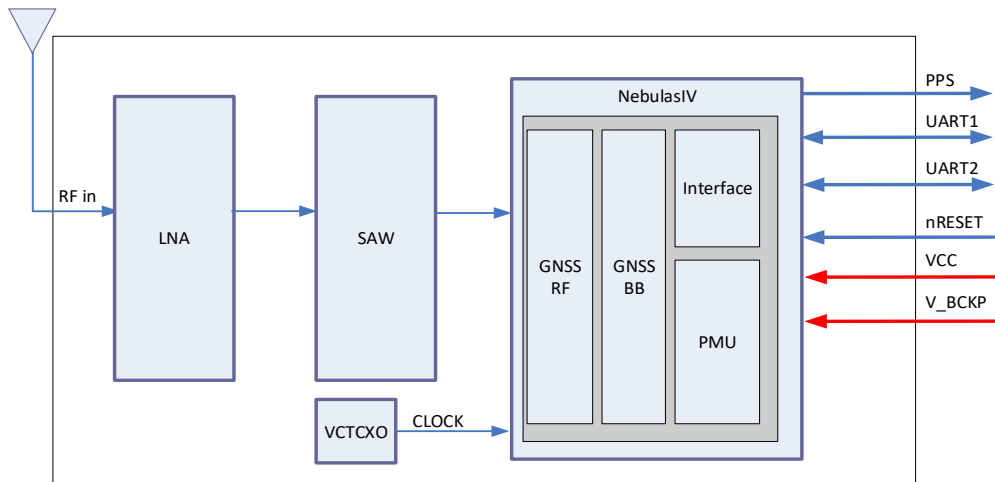 PPS
NebulasIV
UART1
UART2
Interface
RF in
LNA
SAW
nRESET
GNSS
RF
GNSS
BB
VCC
V_BCKP
PMU
VCTCXO
CLOCK